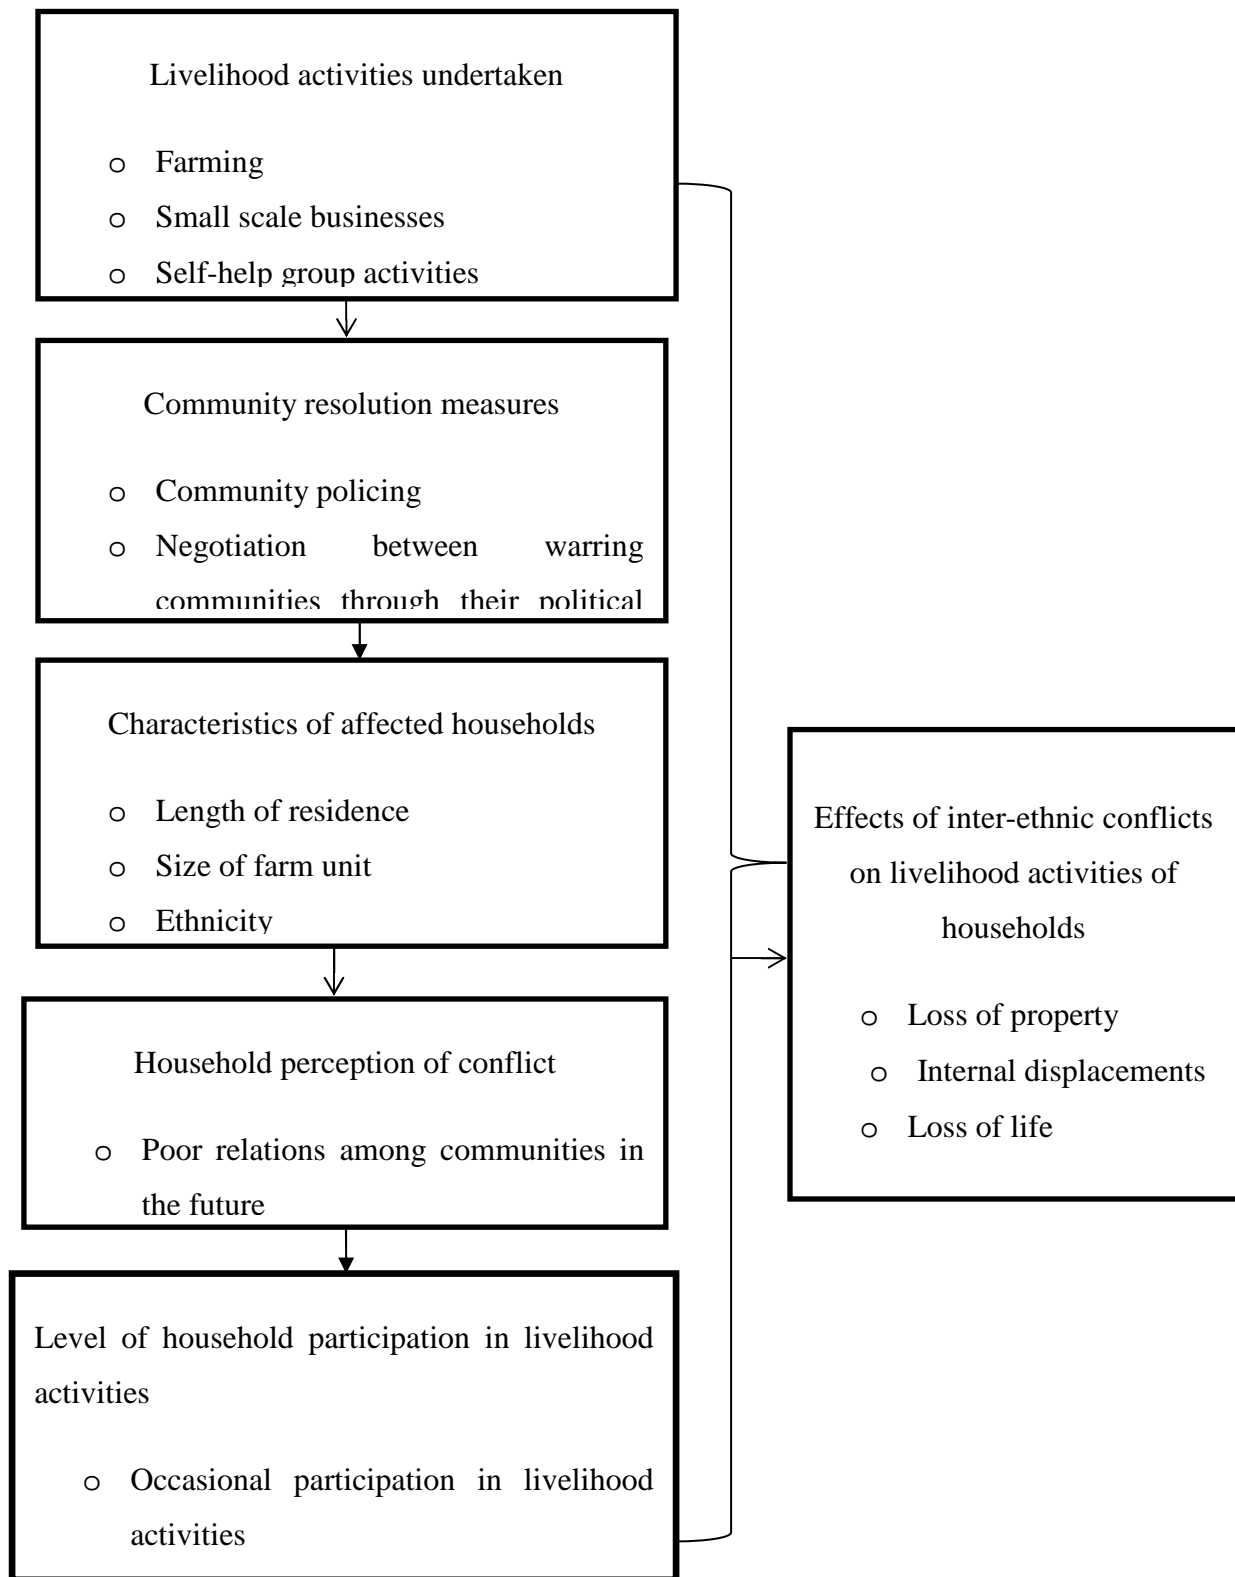 Livelihood activities undertaken
o Farming
o Small scale businesses
o Self-help group activities
Community resolution measures
o Community policing
o Negotiation between warring
communities through their political
Characteristics of affected households
o Length of residence
o Size of farm unit
o Ethnicity
Household perception of conflict
o Poor relations among communities in
the future
Level of household participation in livelihood
activities
o Occasional participation in livelihood
activities
Effects of inter-ethnic conflicts
on livelihood activities of
households
o Loss of property
o Internal displacements
o Loss of life